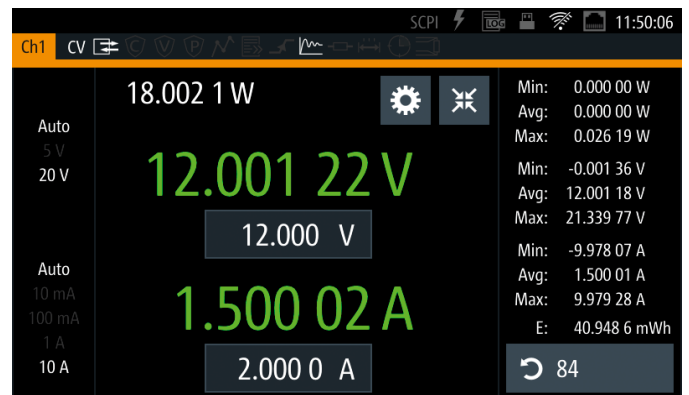 SCPI LOG 11:50:06
Ch1 CV
18.002 1 W
Auto
5 V
20 V
12.001 22 V
12.000 V
Auto
10 mA
100 mA
1 A
10 A
1.500 02 A
2.000 0 A
Min: 0.000 00 W
Avg: 0.000 00 W
Max: 0.026 19 W
Min: -0.001 36 V
Avg: 12.001 18 V
Max: 21.339 77 V
Min: -9.978 07 A
Avg: 1.500 01 A
Max: 9.979 28 A
E: 40.948 6 mWh
84